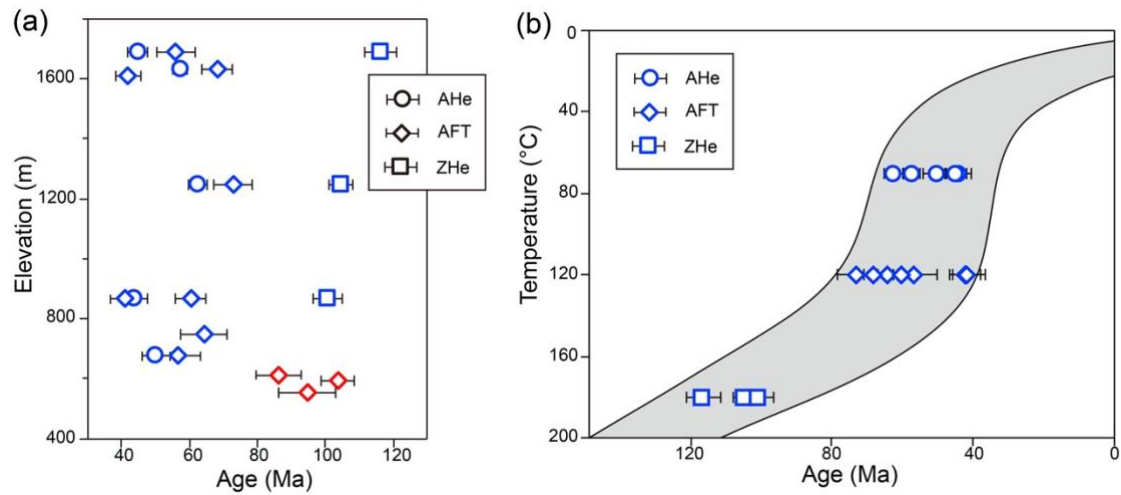 (a)
Elevation (m)
1600
1200
800
400
40 60 80 100 120
Age (Ma)
AHe
AFT
ZHe
(b)
Temperature (°C)
0
40
80
120
160
200
120 80 40 0
Age (Ma)
AHe
AFT
ZHe